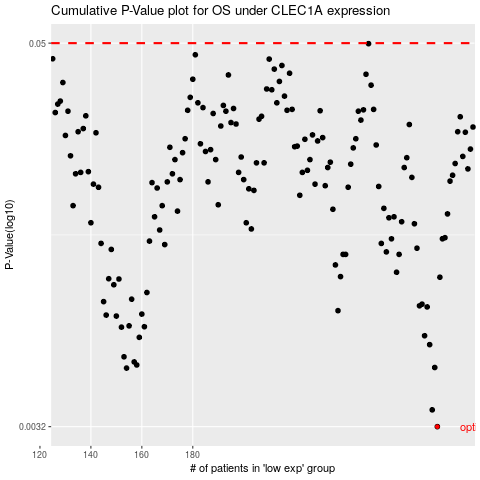 Cumulative P-Value plot for OS under CLEC1A expression
0.05
P-Value(log10)
0.0032
opti
120 140 160 180
# of patients in 'low exp' group